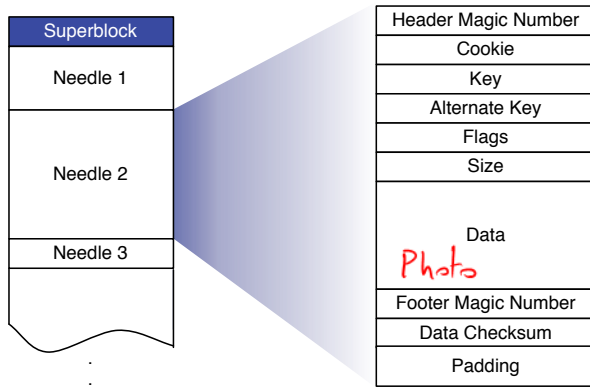 Superblock
Needle 1
Needle 2
Needle 3
.
.
Header Magic Number
Cookie
Key
Alternate Key
Flags
Size
Data
Photo
Footer Magic Number
Data Checksum
Padding